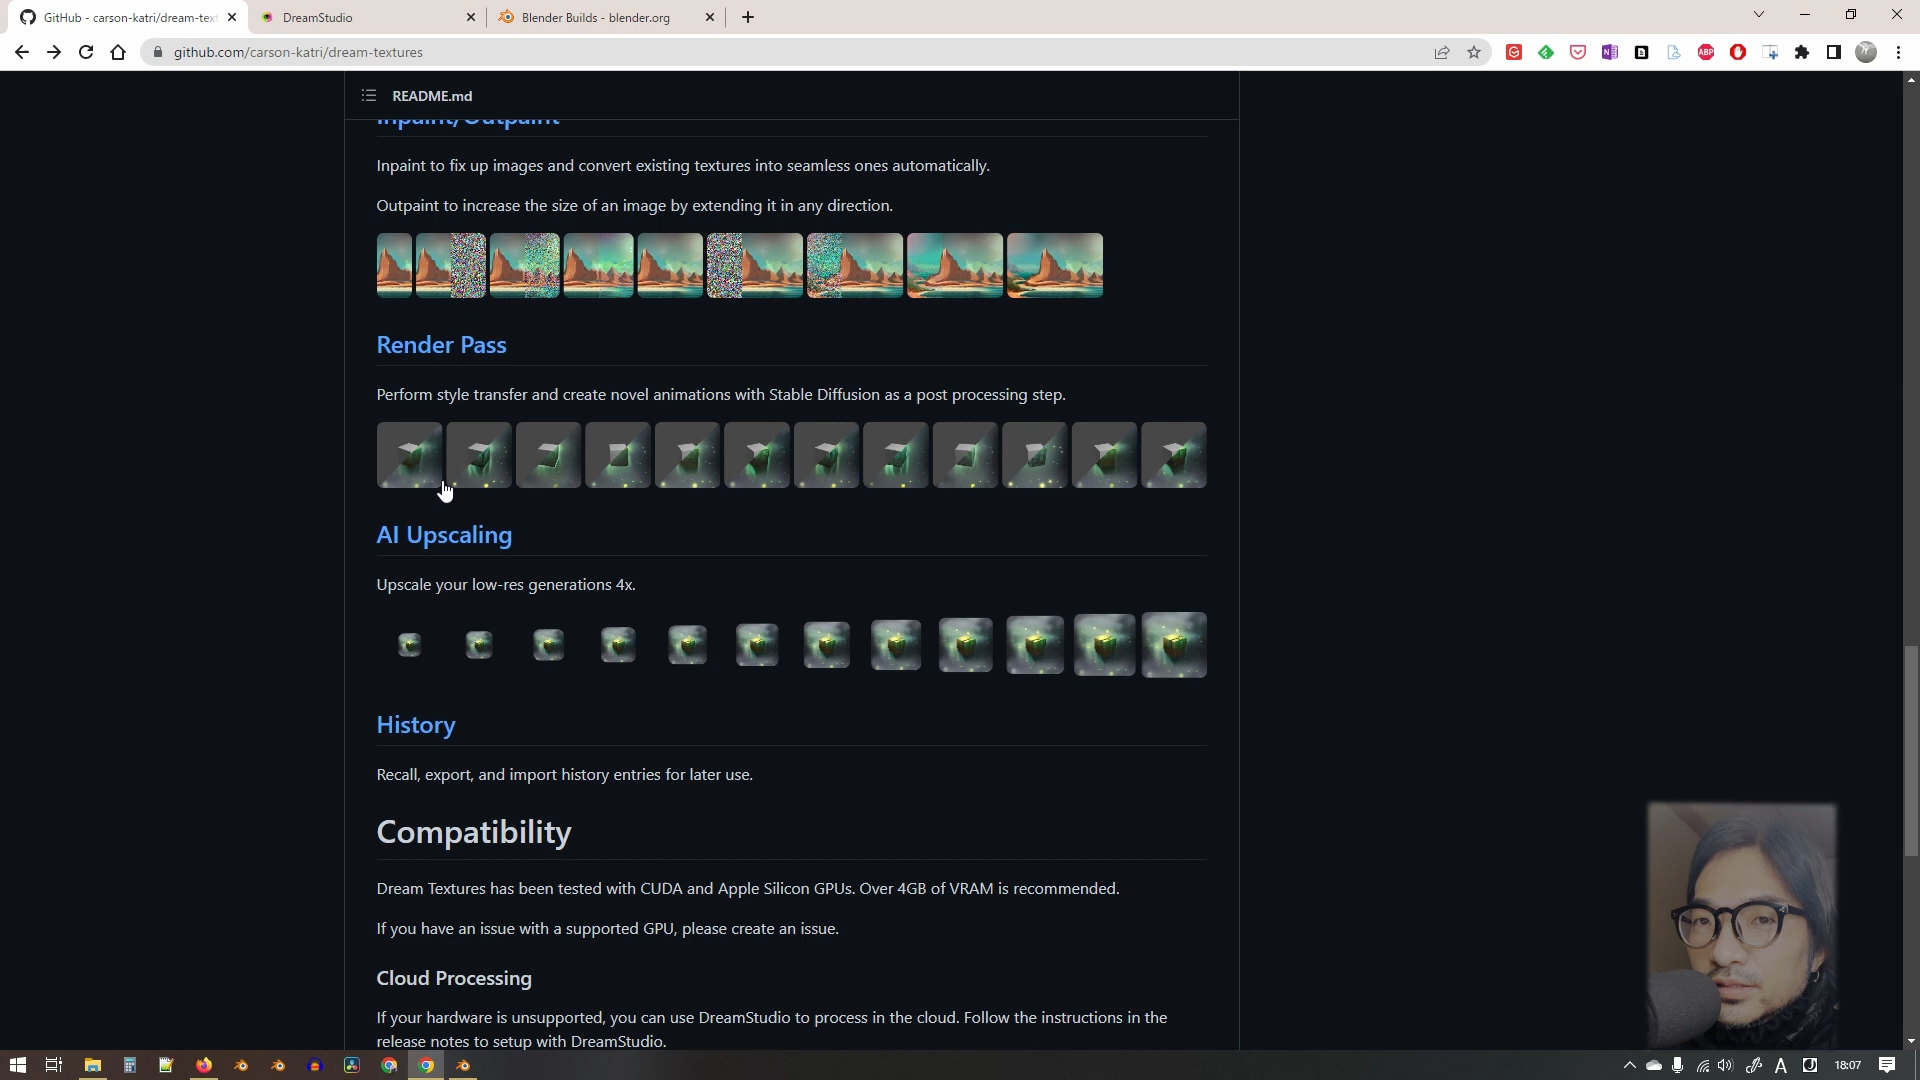 GitHub - carson-katri/dream-text
DreamStudio
Blender Builds - blender.org
github.com/carson-katri/dream-textures
README.md
Inpaint/Outpaint
Inpaint to fix up images and convert existing textures into seamless ones automatically.
Outpaint to increase the size of an image by extending it in any direction.
Render Pass
Perform style transfer and create novel animations with Stable Diffusion as a post processing step.
AI Upscaling
Upscale your low-res generations 4x.
History
Recall, export, and import history entries for later use.
Compatibility
Dream Textures has been tested with CUDA and Apple Silicon GPUs. Over 4GB of VRAM is recommended.
If you have an issue with a supported GPU, please create an issue.
Cloud Processing
If your hardware is unsupported, you can use DreamStudio to process in the cloud. Follow the instructions in the
release notes to setup with DreamStudio.
A
18:07